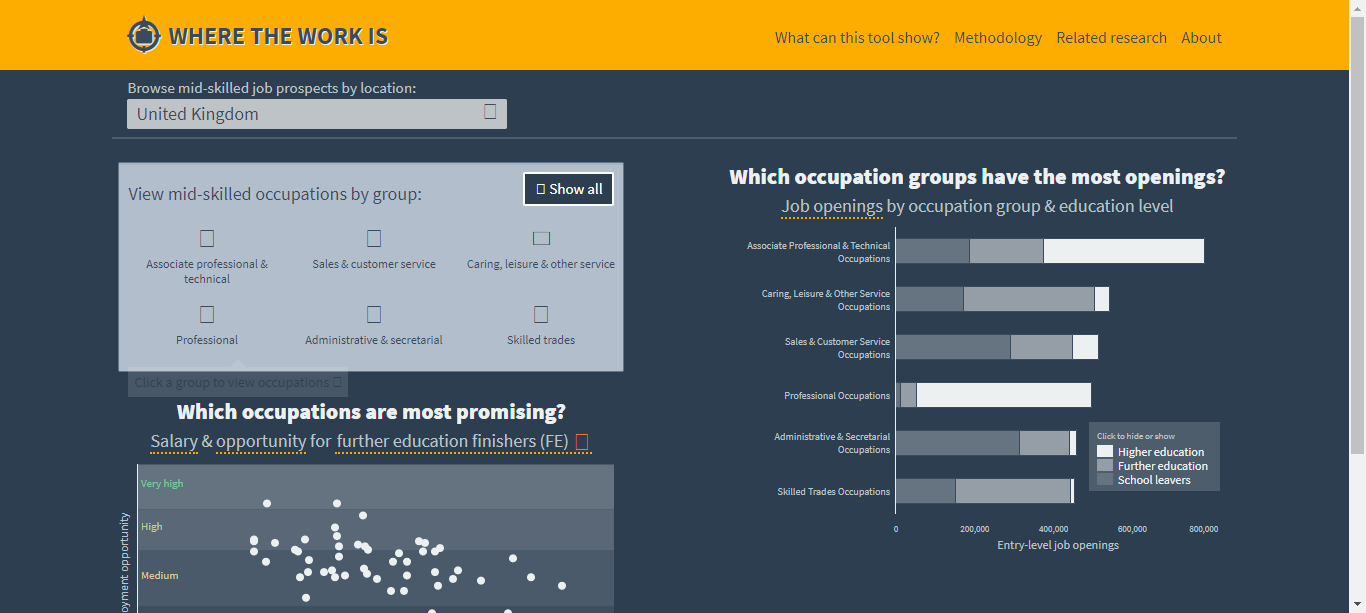 WHERE THE WORK IS
What can this tool show?
Methodology
Related research
About
Browse mid-skilled job prospects by location:
United Kingdom
View mid-skilled occupations by group:
Show all
Associate professional &
technical
Sales & customer service
Caring, leisure & other service
Professional
Administrative & secretarial
Skilled trades
Click a group to view occupations
Which occupations are most promising?
Salary & opportunity for further education finishers (FE)
Very high
High
Medium
oyment opportunity
Which occupation groups have the most openings?
Job openings by occupation group & education level
Associate Professional & Technical
Occupations
Caring, Leisure & Other Service
Occupations
Sales & Customer Service
Occupations
Professional Occupations
Administrative & Secretarial
Occupations
Skilled Trades Occupations
Click to hide or show
Higher education
Further education
School leavers
0
200,000
400,000
600,000
800,000
Entry-level job openings